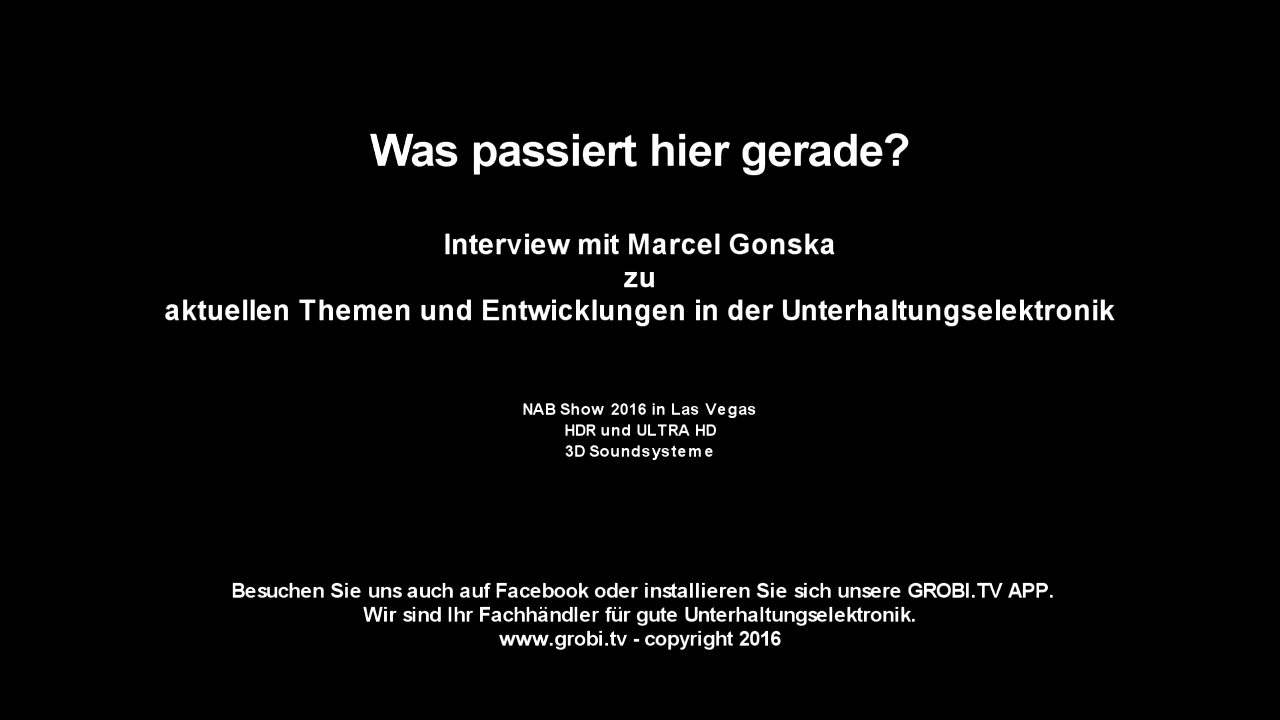 Was passiert hier gerade?
Interview mit Marcel Gonska
zu
aktuellen Themen und Entwicklungen in der Unterhaltungselektronik
NAB Show 2016 in Las Vegas
HDR und ULTRA HD
3D Soundsysteme
Besuchen Sie uns auch auf Facebook oder installieren Sie sich unsere GROBI.TV APP.
Wir sind Ihr Fachhändler für gute Unterhaltungselektronik.
www.grobi.tv - copyright 2016